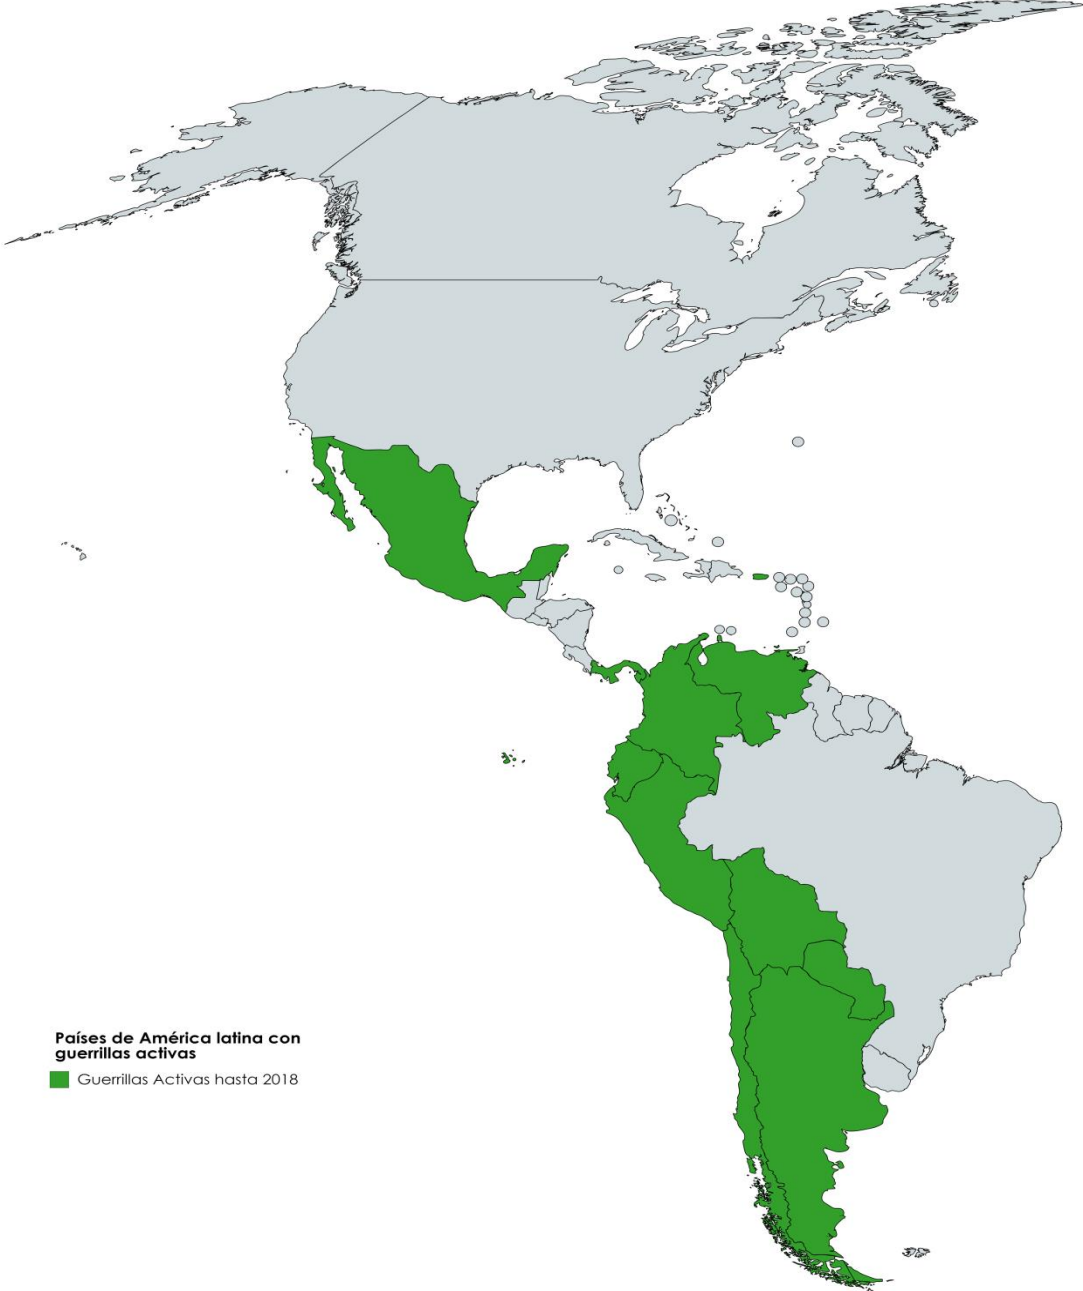 Países de América latina con
guerrillas activas
Guerrillas Activas hasta 2018